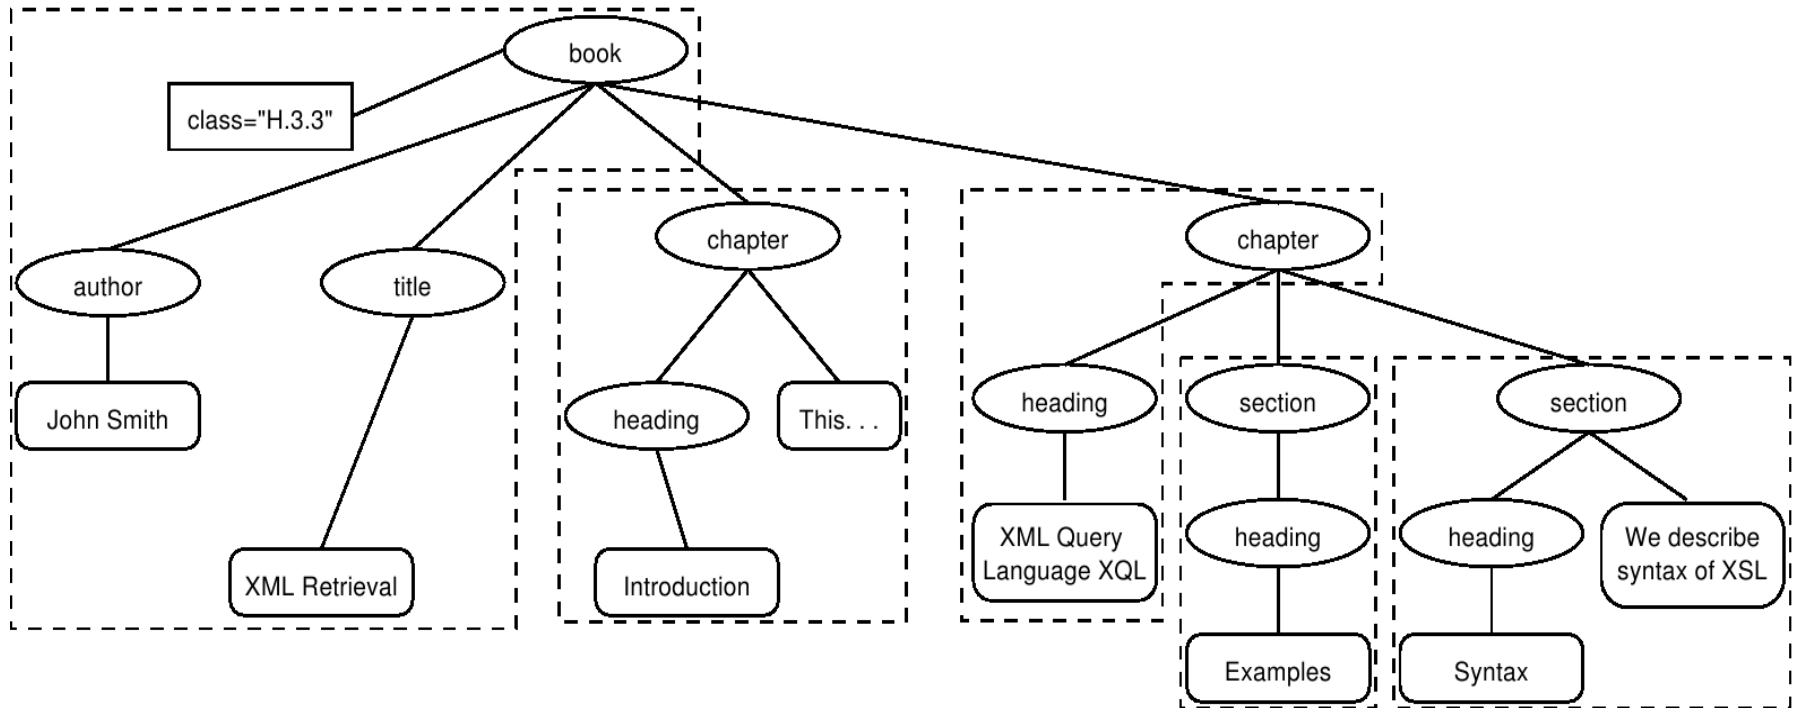 book
class="H.3.3"
chapter
chapter
author
title
heading
section
section
John Smith
heading
This. . .
XML Query
Language XQL
heading
heading
We describe
syntax of XSL
XML Retrieval
Introduction
Examples
Syntax